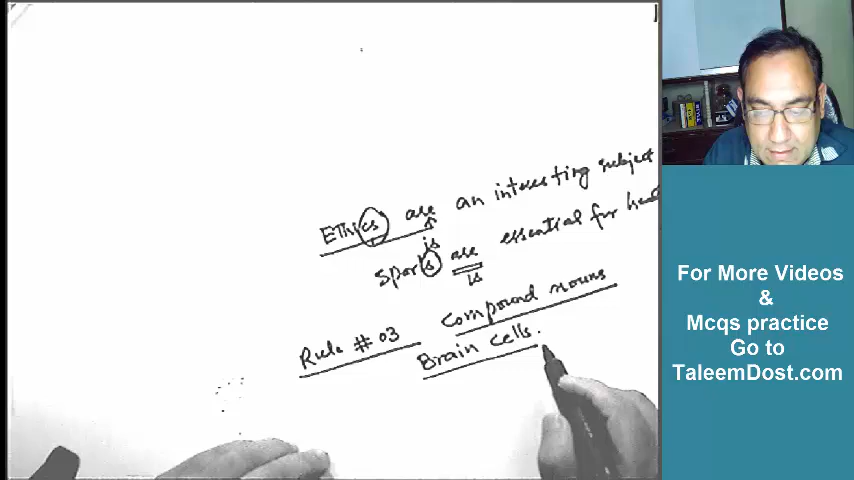 Ethics are an interesting subject
is
Sports are essential for
is
Rule # 03 Compound nouns
Brain cells.
For More Videos
&
Mcqs practice
Go to
TaleemDost.com